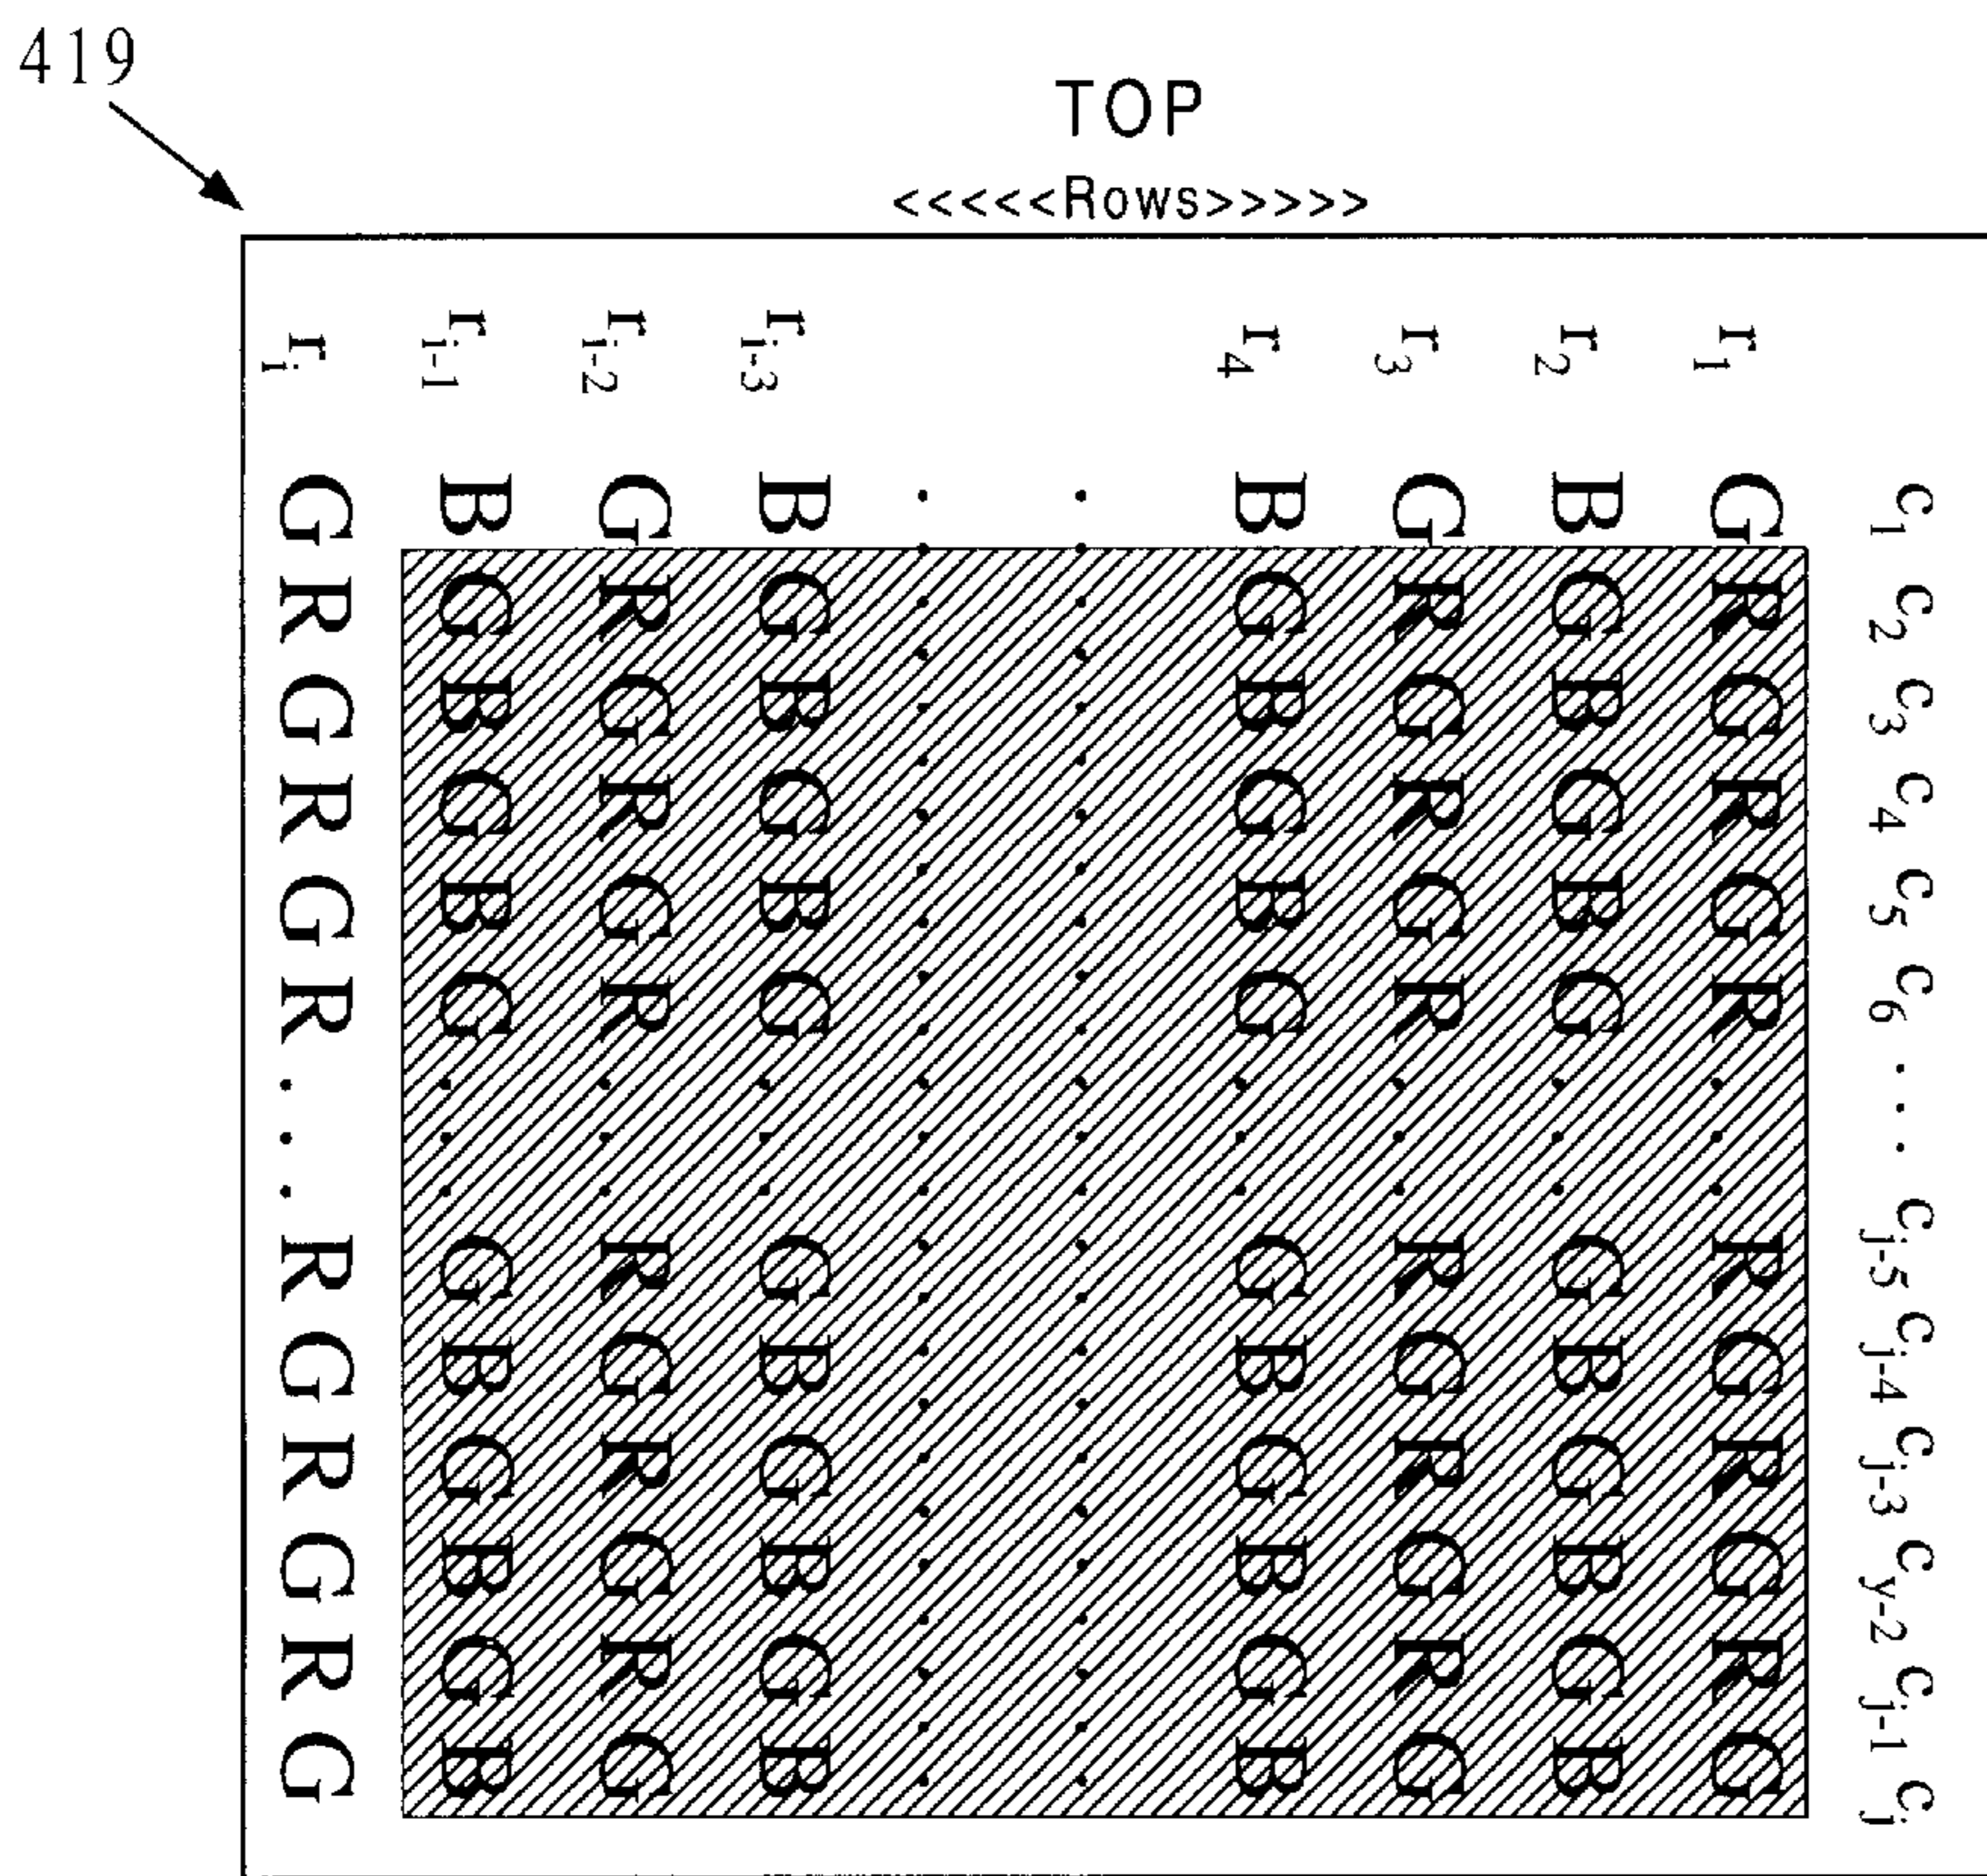 419
TOP
<<<<<Rows>>>>>
c1 c2 c3 c4 c5 c6 . . . cj-5 cj-4 cj-3 cy-2 cj-1 cj
r1 G R G R G R . . . R G R G R G
r2 B G B G B G . . . G B G B G B
r3 G R G R G R . . . R G R G R G
r4 B G B G B G . . . G B G B G B
. . . . . . . . . . . . . . . . . . . . . . . . .
. . . . . . . . . . . . . . . . . . . . . . . . .
ri-3 B G B G B G . . . G B G B G B
ri-2 G R G R G R . . . R G R G R G
ri-1 B G B G B G . . . G B G B G B
ri G R G R G R . . . R G R G R G